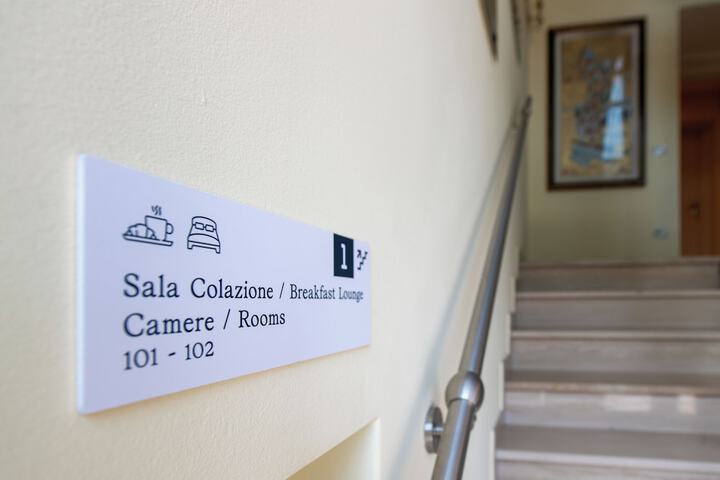 1
Sala Colazione / Breakfast Lounge
Camere / Rooms
101 - 102